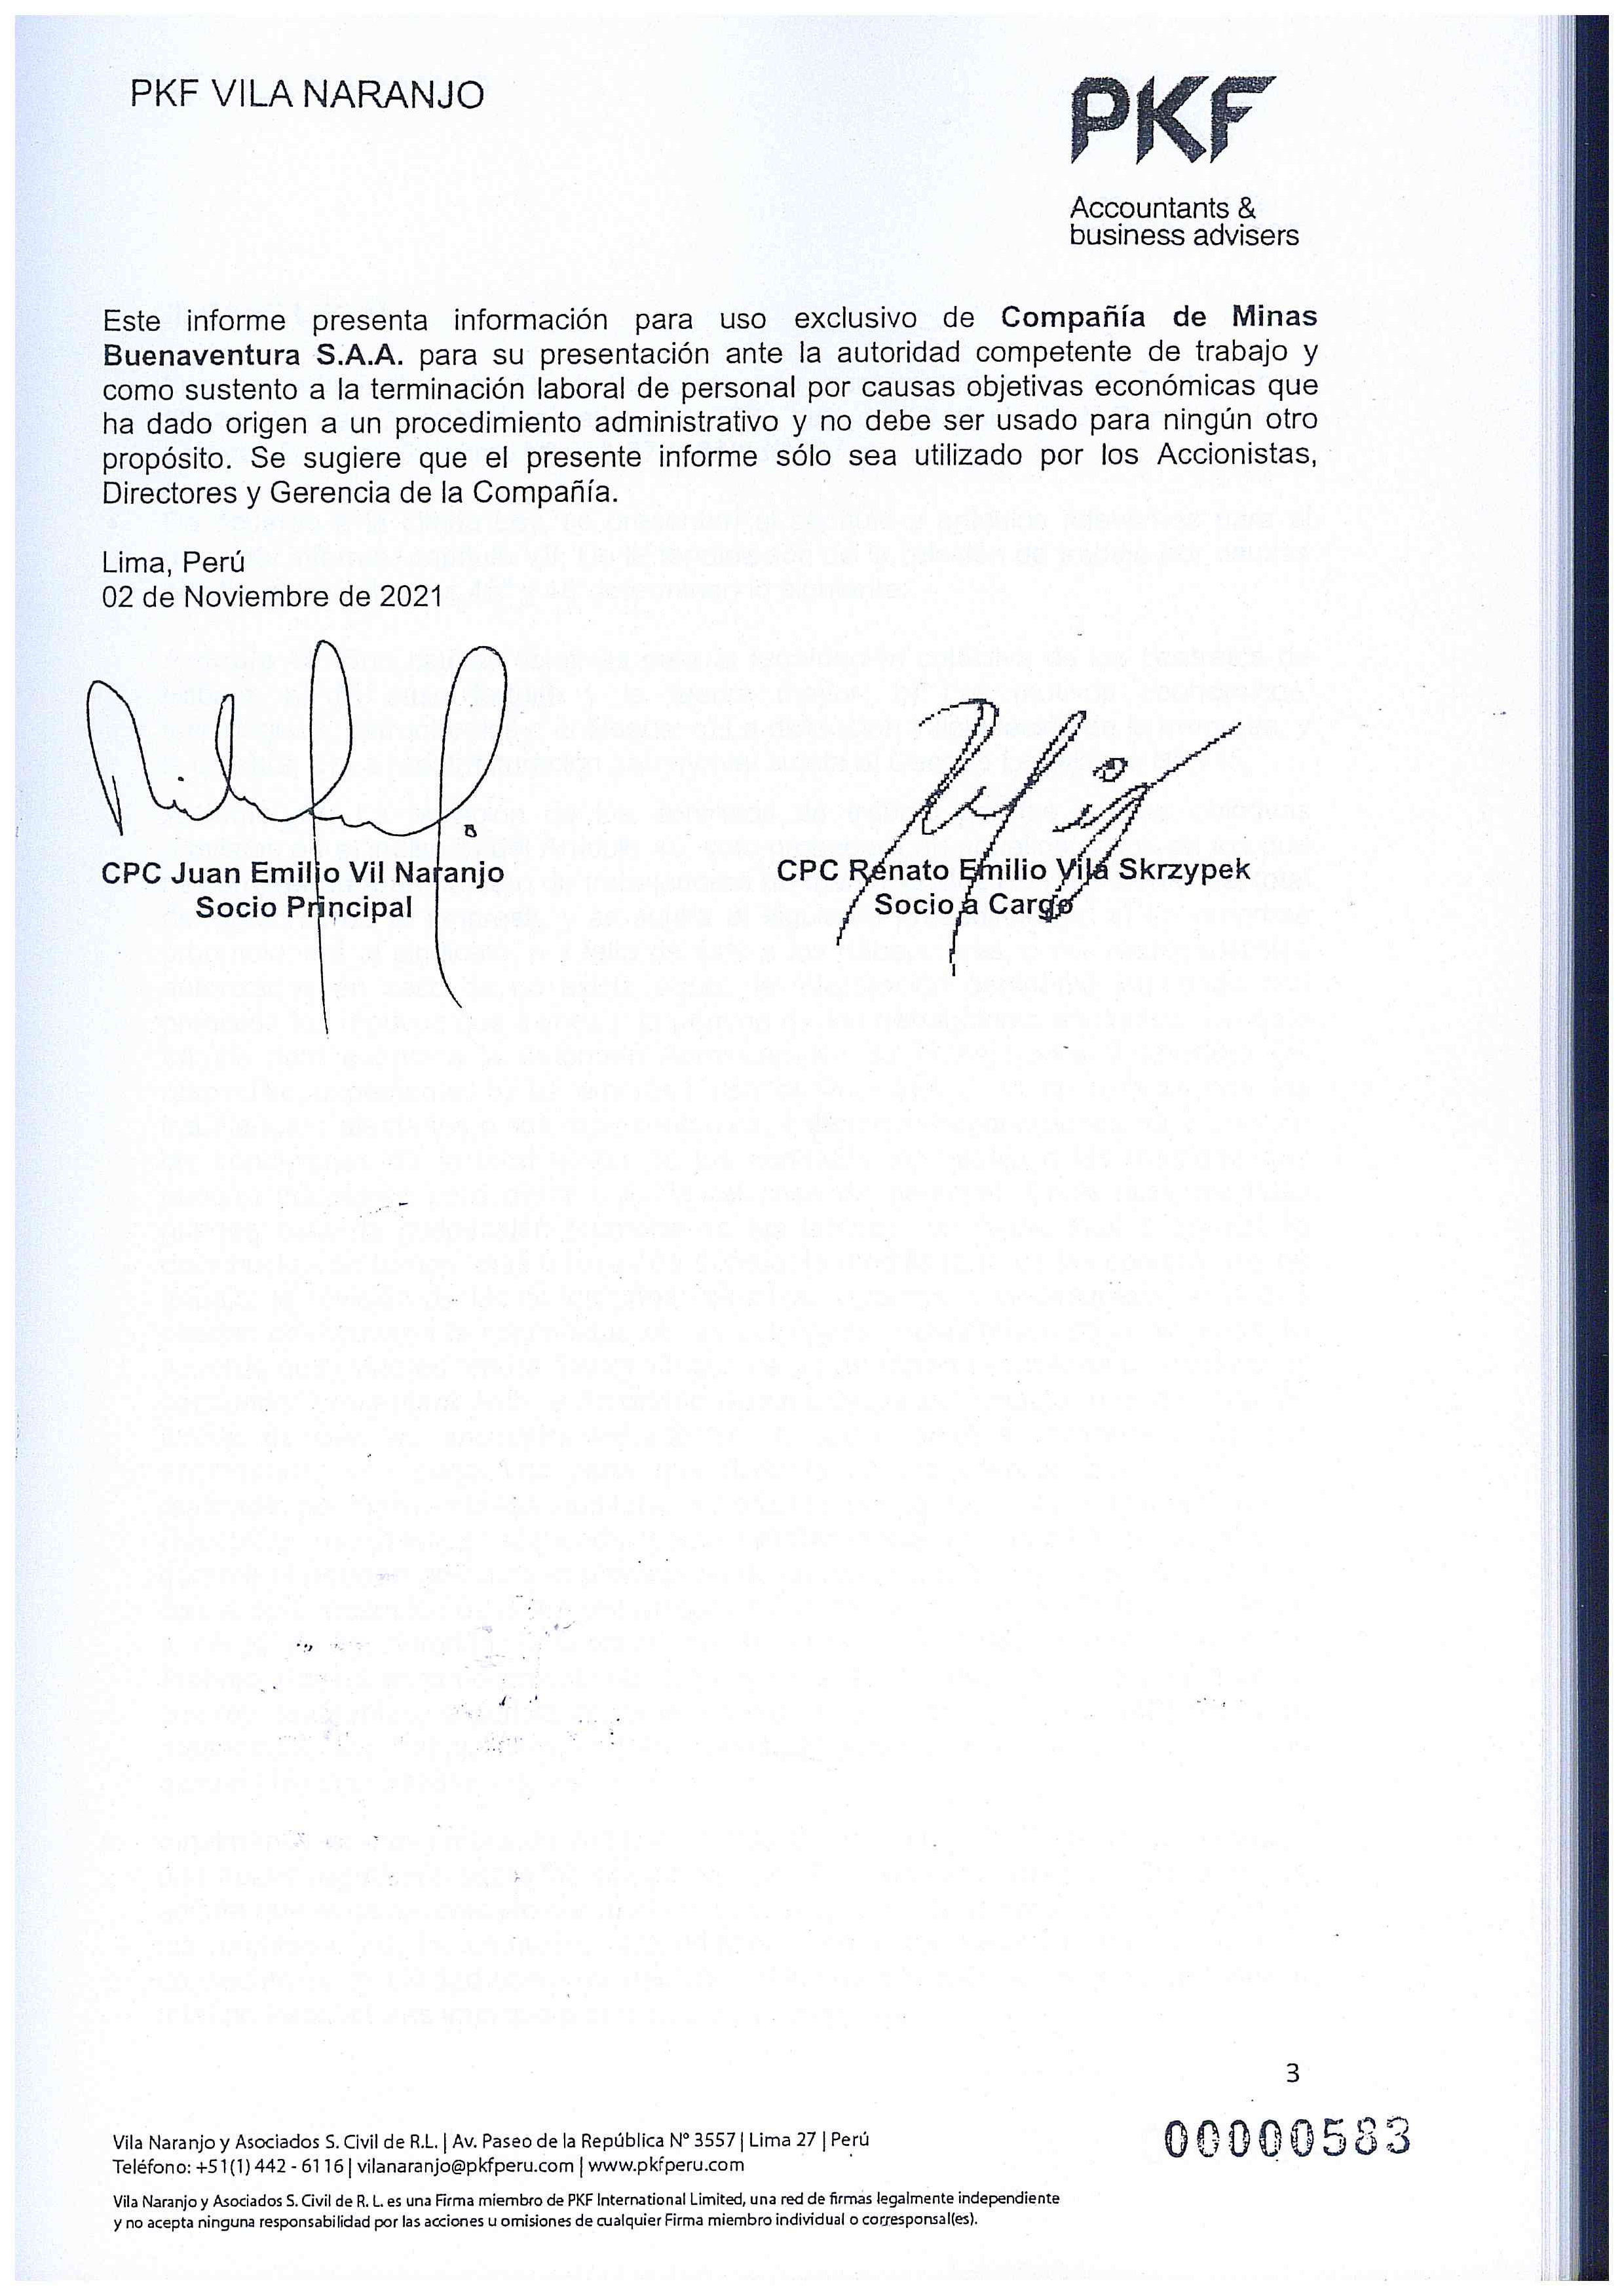 PKF VILA NARANJO
PKF
Accountants &
business advisers
Este informe presenta información para uso exclusivo de Compañía de Minas
Buenaventura S.A.A. para su presentación ante la autoridad competente de trabajo y
como sustento a la terminación laboral de personal por causas objetivas económicas que
ha dado origen a un procedimiento administrativo y no debe ser usado para ningún otro
propósito. Se sugiere que el presente informe sólo sea utilizado por los Accionistas,
Directores y Gerencia de la Compañía.
Lima, Perú
02 de Noviembre de 2021
CPC Juan Emilio Vil Naranjo
Socio Principal
CPC Renato Emilio Vila Skrzypek
Socio a Cargo
3
Vila Naranjo y Asociados S. Civil de R.L. | Av. Paseo de la República N° 3557 | Lima 27 | Perú
Teléfono: +51(1) 442 - 6116 | vilanaranjo@pkfperu.com | www.pkfperu.com
00000583
Vila Naranjo y Asociados S. Civil de R. L. es una Firma miembro de PKF International Limited, una red de firmas legalmente independiente
y no acepta ninguna responsabilidad por las acciones u omisiones de cualquier Firma miembro individual o corresponsal(es).